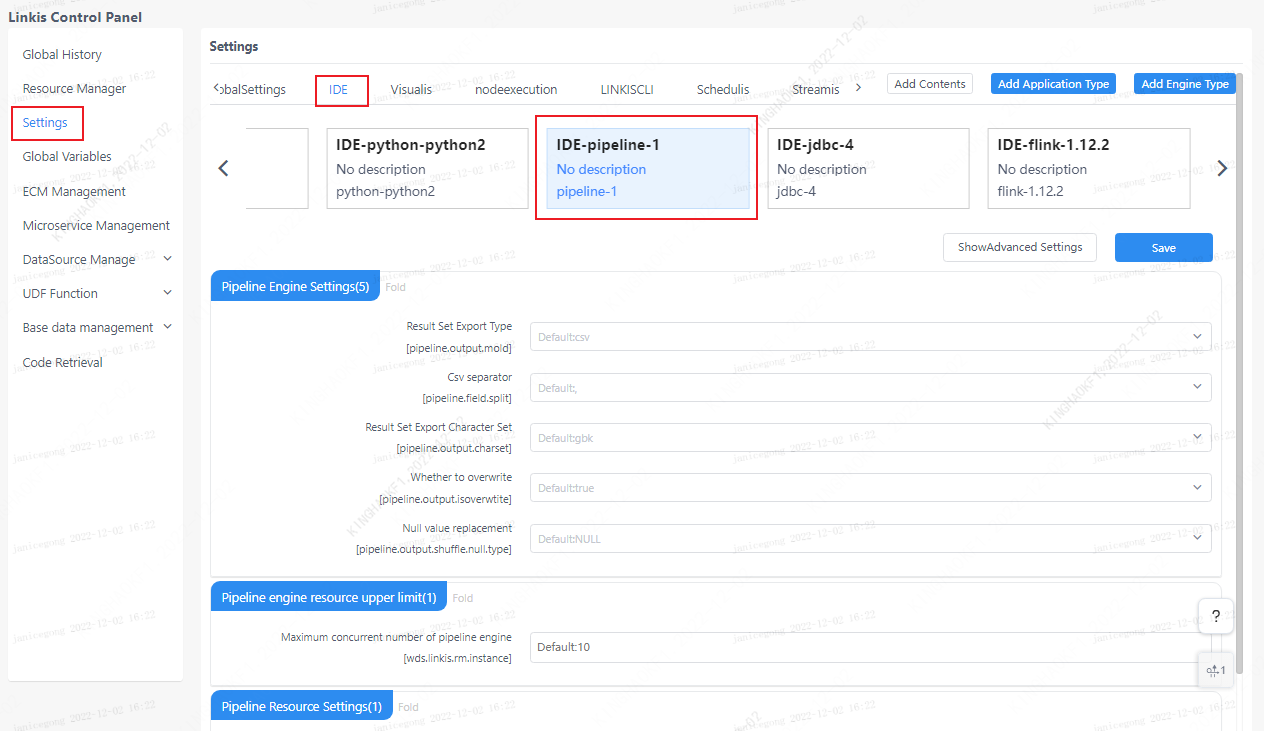 Linkis Control Panel
Global History
Resource Manager
Settings
Global Variables
ECM Management
Microservice Management
DataSource Manage
UDF Function
Base data management
Code Retrieval
Settings
obalSettings
IDE
Visualis
nodeexecution
LINKISCLI
Schedulis
Streamis
Add Contents
Add Application Type
Add Engine Type
IDE-python-python2
No description
python-python2
IDE-pipeline-1
No description
pipeline-1
IDE-jdbc-4
No description
jdbc-4
IDE-flink-1.12.2
No description
flink-1.12.2
ShowAdvanced Settings
Save
Pipeline Engine Settings(5)
Fold
Result Set Export Type
[pipeline.output.mold]
Default:csv
Csv separator
[pipeline.field.split]
Default:,
Result Set Export Character Set
[pipeline.output.charset]
Default:gbk
Whether to overwrite
[pipeline.output.isoverwtite]
Default:true
Null value replacement
[pipeline.output.shuffle.null.type]
Default:NULL
Pipeline engine resource upper limit(1)
Fold
Maximum concurrent number of pipeline engine
[wds.linkis.rm.instance]
Default:10
?
1
Pipeline Resource Settings(1)
Fold
janicegong 2022-12-02 16:22
KINGHAOKF1.2022-12-02